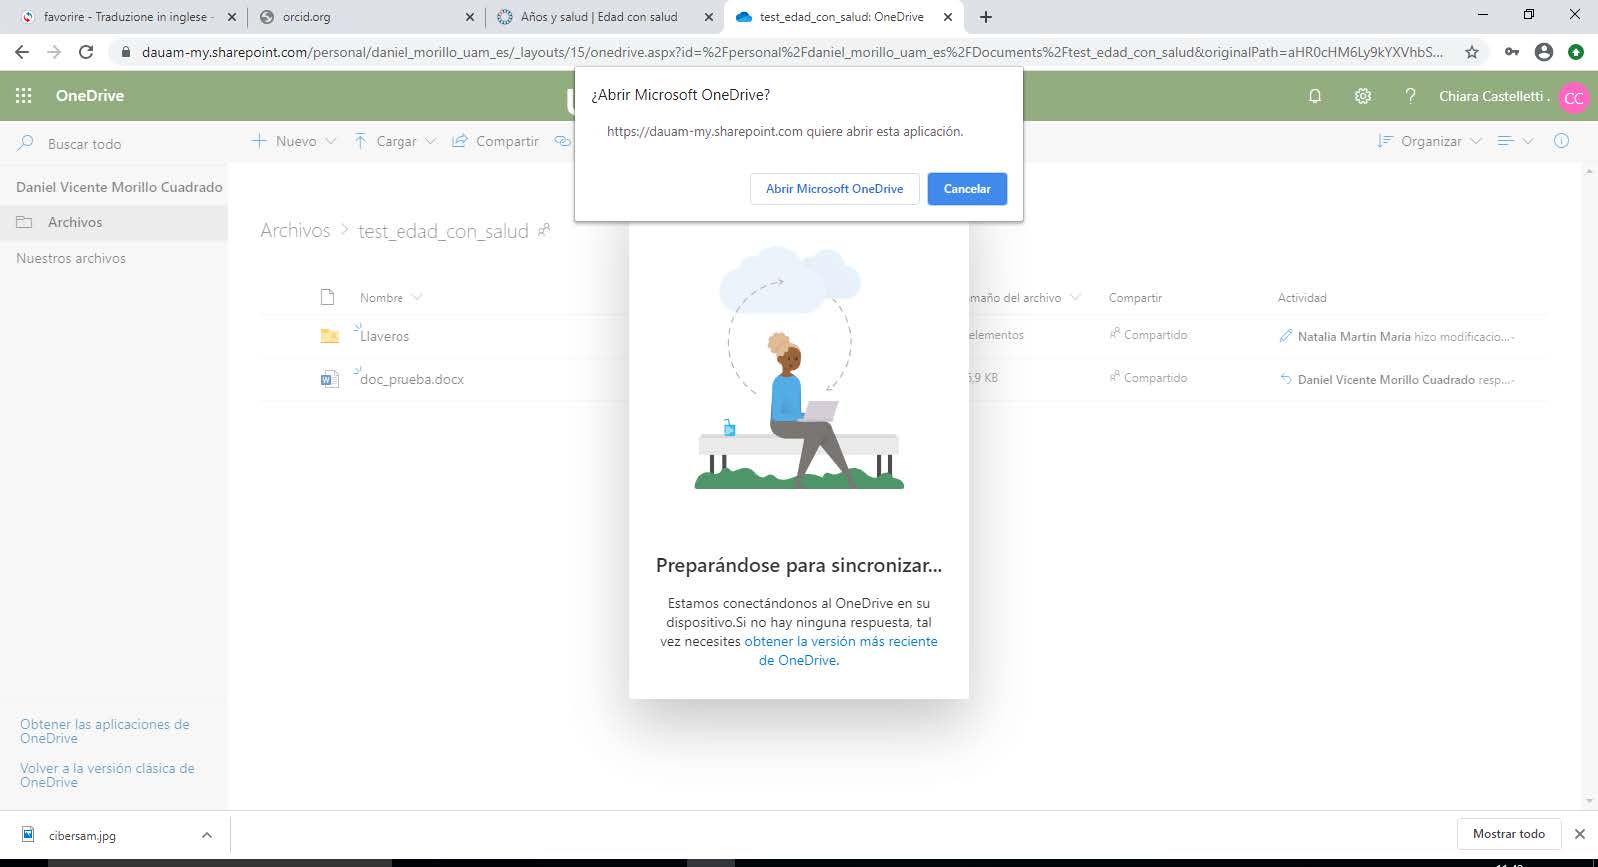 favorire - Traduzione in inglese -
orcid.org
Años y salud | Edad con salud
test_edad_con_salud: OneDrive
dauam-my.sharepoint.com/personal/daniel_morillo_uam_es/_layouts/15/onedrive.aspx?id=%2Fpersonal%2Fdaniel_morillo_uam_es%2FDocuments%2Ftest_edad_con_salud&originalPath=aHR0cHM6Ly9kYXVhbS...
OneDrive
Chiara Castelletti .
CC
¿Abrir Microsoft OneDrive?
https://dauam-my.sharepoint.com quiere abrir esta aplicación.
Abrir Microsoft OneDrive
Cancelar
Buscar todo
Nuevo
Cargar
Compartir
Organizar
Daniel Vicente Morillo Cuadrado
Archivos
Nuestros archivos
Archivos > test_edad_con_salud
Nombre
maño del archivo
Compartir
Actividad
Llaveros
elementos
Compartido
Natalia Martín María hizo modificacio...
doc_prueba.docx
5,9 KB
Compartido
Daniel Vicente Morillo Cuadrado resp...
Preparándose para sincronizar...
Estamos conectándonos al OneDrive en su
dispositivo.Si no hay ninguna respuesta, tal
vez necesites obtener la versión más reciente
de OneDrive.
Obtener las aplicaciones de
OneDrive
Volver a la versión clásica de
OneDrive
cibersam.jpg
Mostrar todo